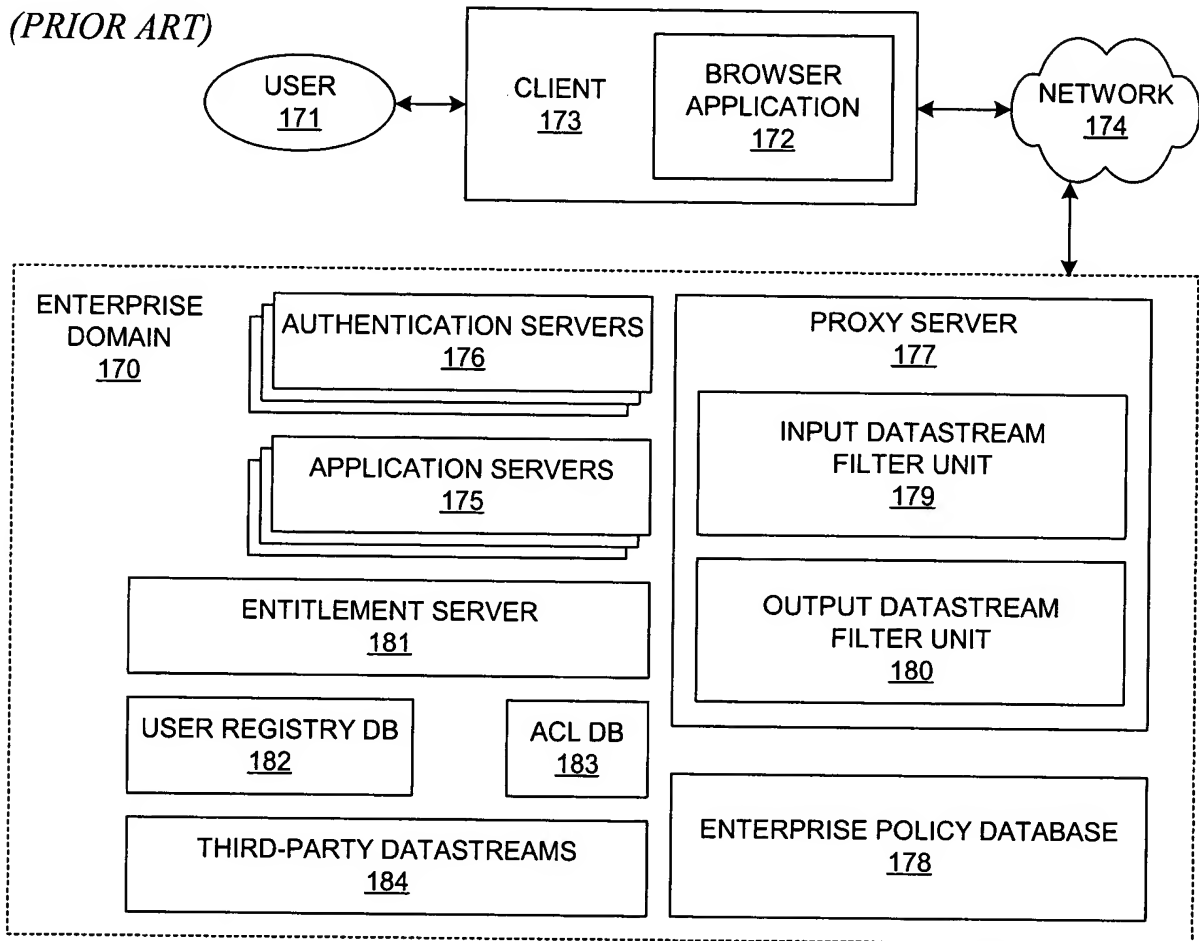 (PRIOR ART)
USER
171
CLIENT
173
BROWSER
APPLICATION
172
NETWORK
174
ENTERPRISE
DOMAIN
170
AUTHENTICATION SERVERS
176
APPLICATION SERVERS
175
ENTITLEMENT SERVER
181
USER REGISTRY DB
182
ACL DB
183
THIRD-PARTY DATASTREAMS
184
PROXY SERVER
177
INPUT DATASTREAM
FILTER UNIT
179
OUTPUT DATASTREAM
FILTER UNIT
180
ENTERPRISE POLICY DATABASE
178